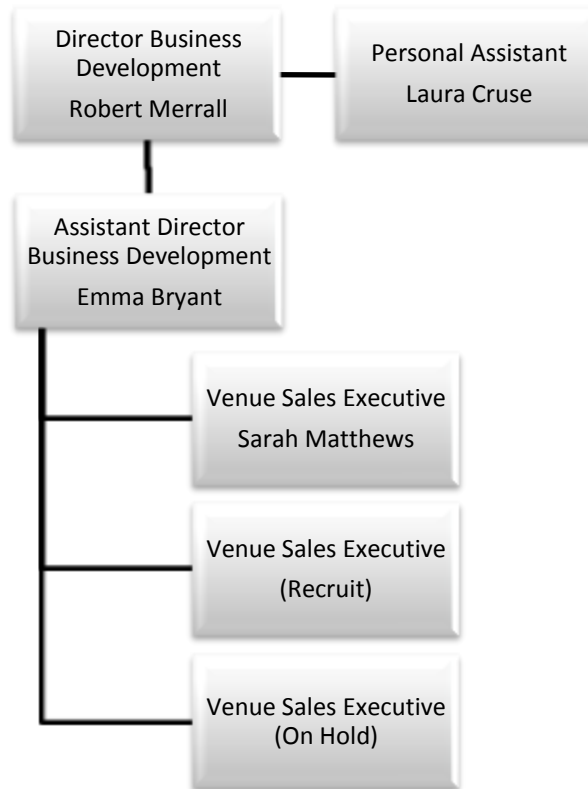 Director Business
Development
Robert Merrall
Personal Assistant
Laura Cruse
Assistant Director
Business Development
Emma Bryant
Venue Sales Executive
Sarah Matthews
Venue Sales Executive
(Recruit)
Venue Sales Executive
(On Hold)